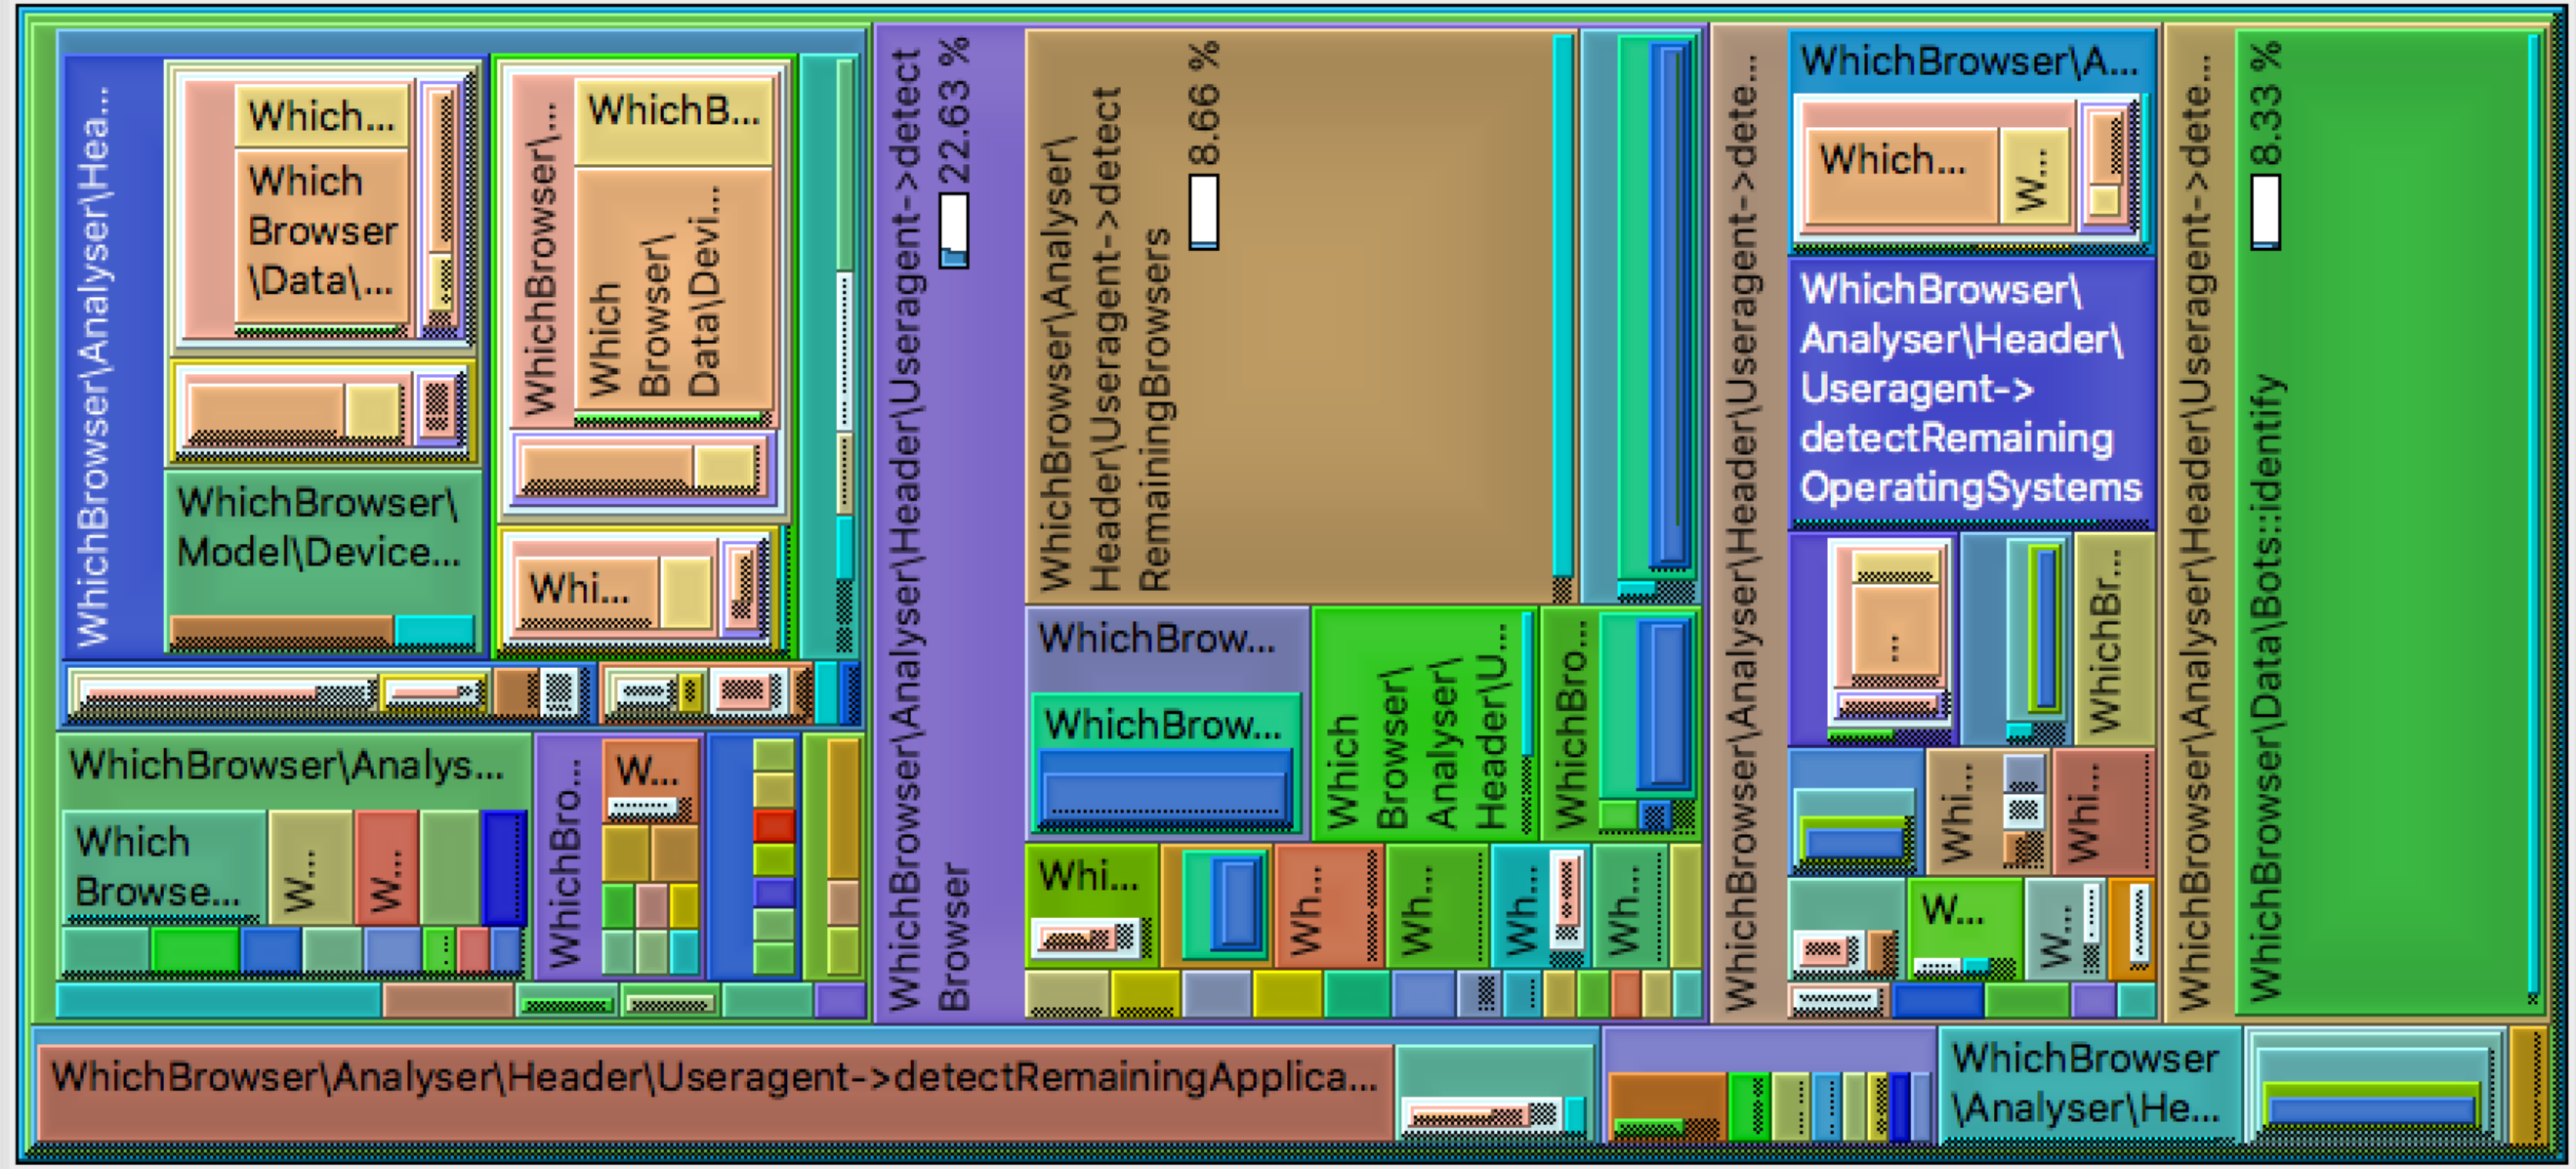 WhichBrowser\Analyser\Hea...
Which...
Which
Browser
\Data\...
WhichBrowser\
Model\Device...
WhichBrowser\...
WhichB...
Which
Browser\
Data\Devi...
Whi...
WhichBrowser\Analys...
Which
Browse...
W...
W...
WhichBro...
W...
WhichBrowser\Analyser\Header\Useragent->detect
Browser
22.63 %
WhichBrowser\Analyser\
Header\Useragent->detect
RemainingBrowsers
8.66 %
WhichBrow...
WhichBrow...
Which
Browser\
Analyser\
Header\U...
WhichBro...
Whi...
Wh...
Wh...
Wh...
Wh...
WhichBrowser\Analyser\Header\Useragent->dete...
WhichBrowser\A...
Which...
W...
WhichBrowser\
Analyser\Header\
Useragent->
detectRemaining
OperatingSystems
...
WhichBr...
Whi...
Whi...
W...
W...
WhichBrowser\Analyser\Header\Useragent->dete...
WhichBrowser\Data\Bots::identify
8.33 %
WhichBrowser\Analyser\Header\Useragent->detectRemainingApplica...
WhichBrowser
\Analyser\He...